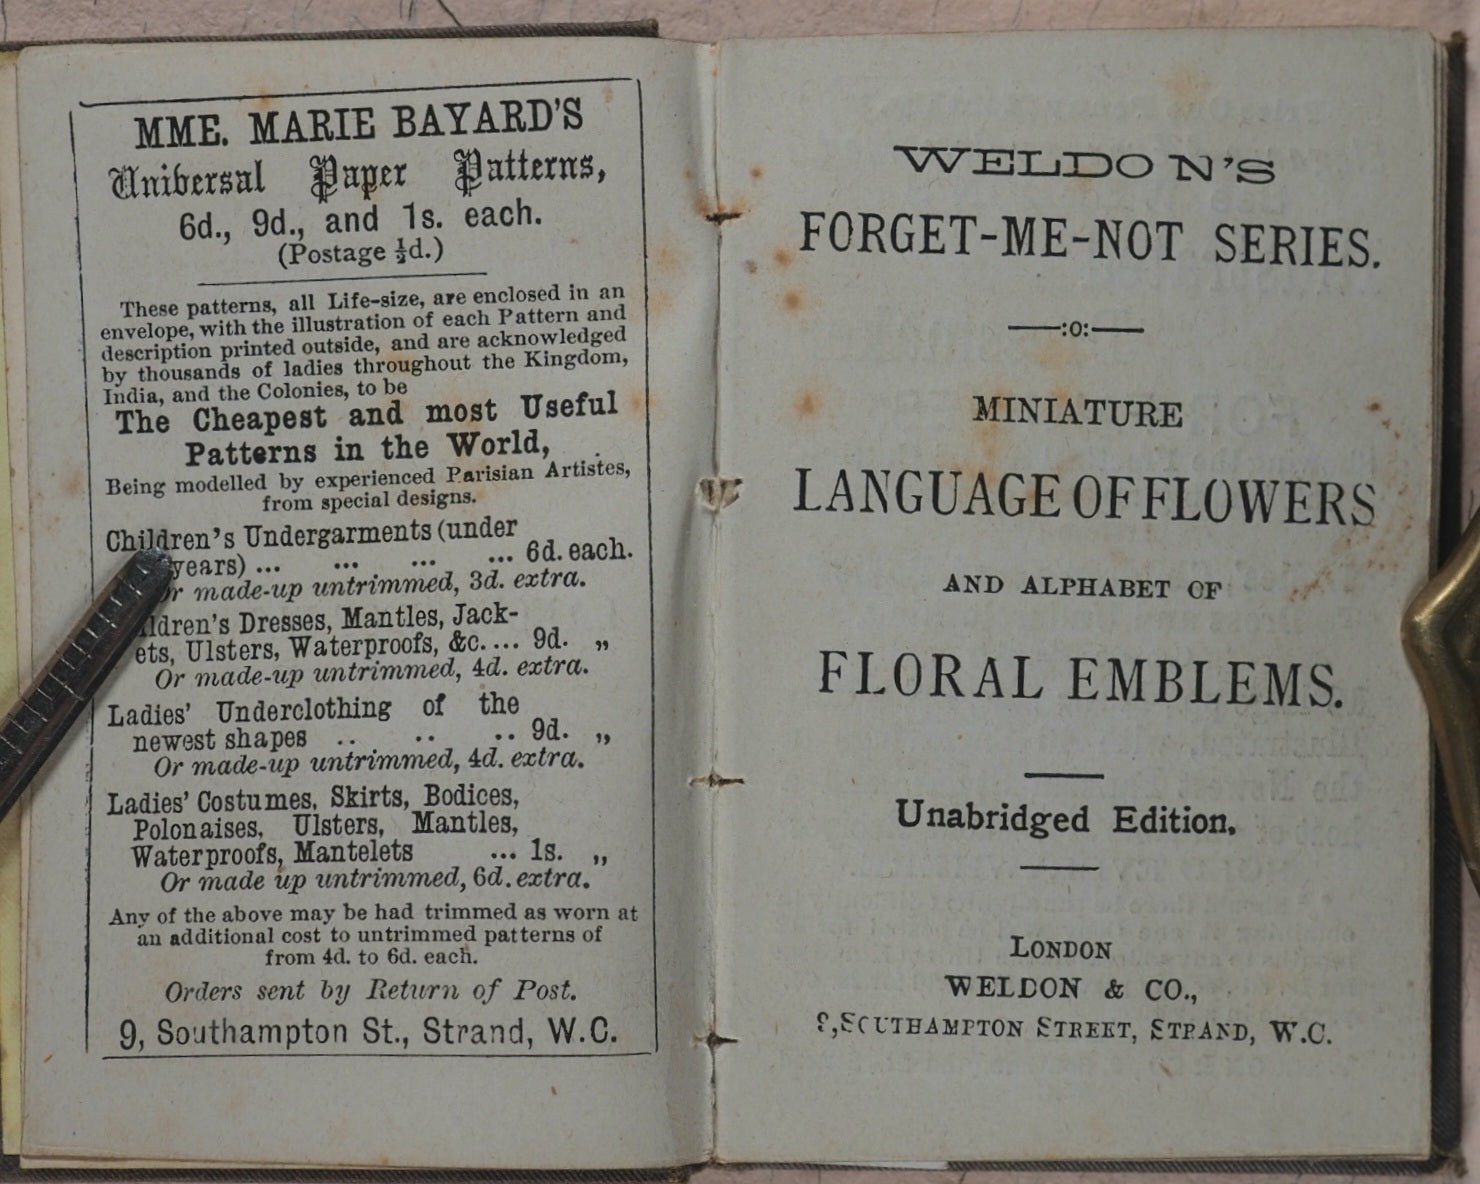 MME. MARIE BAYARD'S
Universal Paper Patterns,
6d., 9d., and 1s. each.
(Postage ½d.)
These patterns, all Life-size, are enclosed in an
envelope, with the illustration of each Pattern and
description printed outside, and are acknowledged
by thousands of ladies throughout the Kingdom,
India, and the Colonies, to be
The Cheapest and most Useful
Patterns in the World,
Being modelled by experienced Parisian Artistes,
from special designs.
Children's Undergarments (under
years) ... ... ... ... 6d. each.
made-up untrimmed, 3d. extra.
Dresses, Mantles, Jack-
ets, Ulsters, Waterproofs, &c. ... 9d. „
Or made-up untrimmed, 4d. extra.
Ladies' Underclothing of the
newest shapes .. .. .. 9d. „
Or made-up untrimmed, 4d. extra.
Ladies' Costumes, Skirts, Bodices,
Polonaises, Ulsters, Mantles,
Waterproofs, Mantelets ... 1s. „
Or made up untrimmed, 6d. extra.
Any of the above may be had trimmed as worn at
an additional cost to untrimmed patterns of
from 4d. to 6d. each.
Orders sent by Return of Post.
9, Southampton St., Strand, W.C.
WELDON'S
FORGET-ME-NOT SERIES.
—:o:—
MINIATURE
LANGUAGE OF FLOWERS
AND ALPHABET OF
FLORAL EMBLEMS.
Unabridged Edition.
LONDON
WELDON & CO.,
9, SOUTHAMPTON STREET, STRAND, W.C.